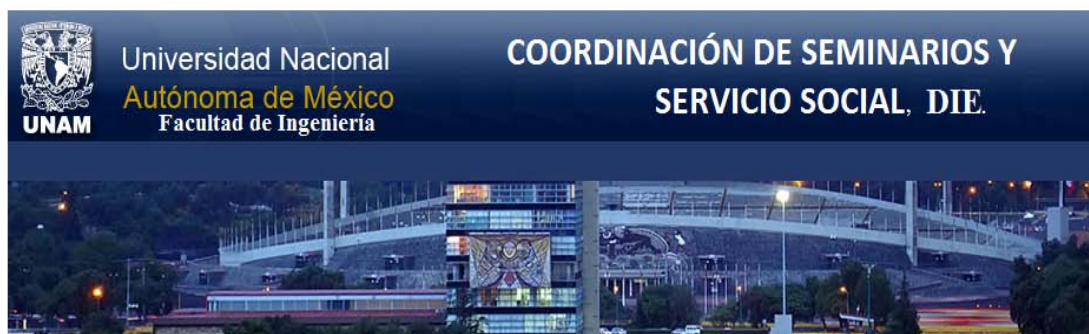 Universidad Nacional
Autónoma de México
Facultad de Ingeniería
UNAM
COORDINACIÓN DE SEMINARIOS Y
SERVICIO SOCIAL, DIE.